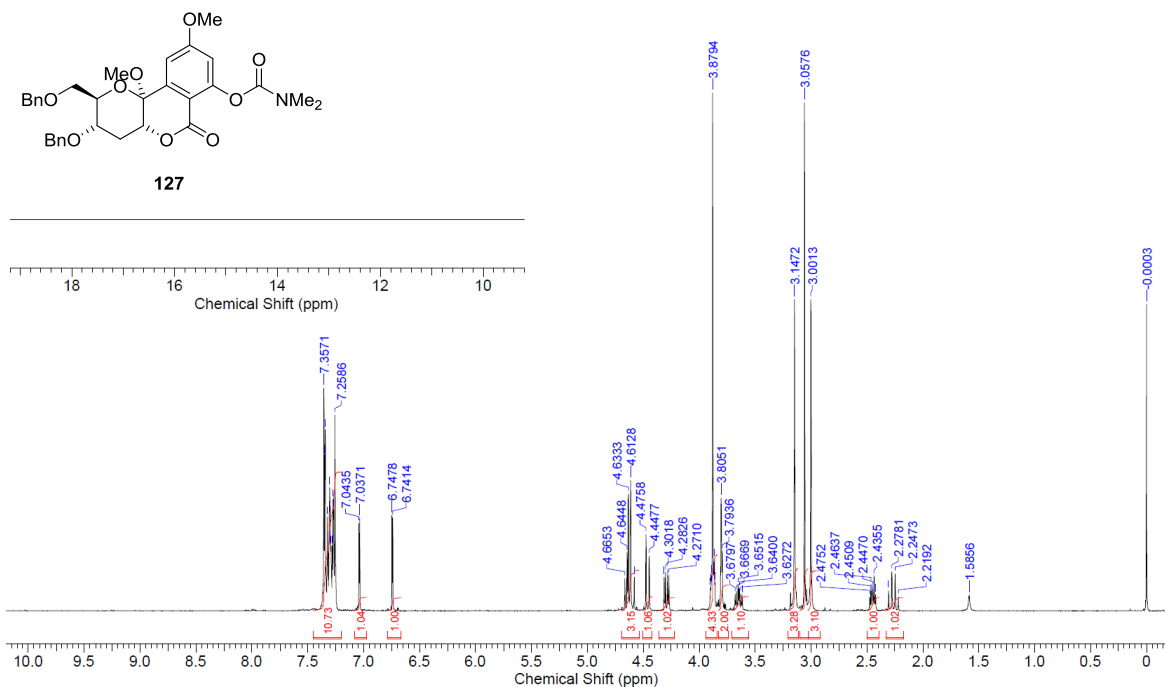 OMe
MeO
O
O
O
NMe2
BnO
O
O
BnO
O
127
18 16 14 12 10
Chemical Shift (ppm)
3.8794
3.0576
3.1472
3.0013
-0.0003
7.3571
7.2586
7.0435
7.0371
6.7478
6.7414
4.6653
4.6448
4.6333
4.6128
4.4758
4.4477
4.3018
4.2826
4.2710
3.8051
3.7936
3.6797
3.6669
3.6515
3.6400
3.6272
2.4752
2.4637
2.4509
2.4470
2.4355
2.2781
2.2473
2.2192
1.5856
10.73 1.04 1.00 3.15 1.06 1.02 4.33 2.00 1.10 3.28 3.10 1.00 1.02
10.0 9.5 9.0 8.5 8.0 7.5 7.0 6.5 6.0 5.5 5.0 4.5 4.0 3.5 3.0 2.5 2.0 1.5 1.0 0.5 0
Chemical Shift (ppm)